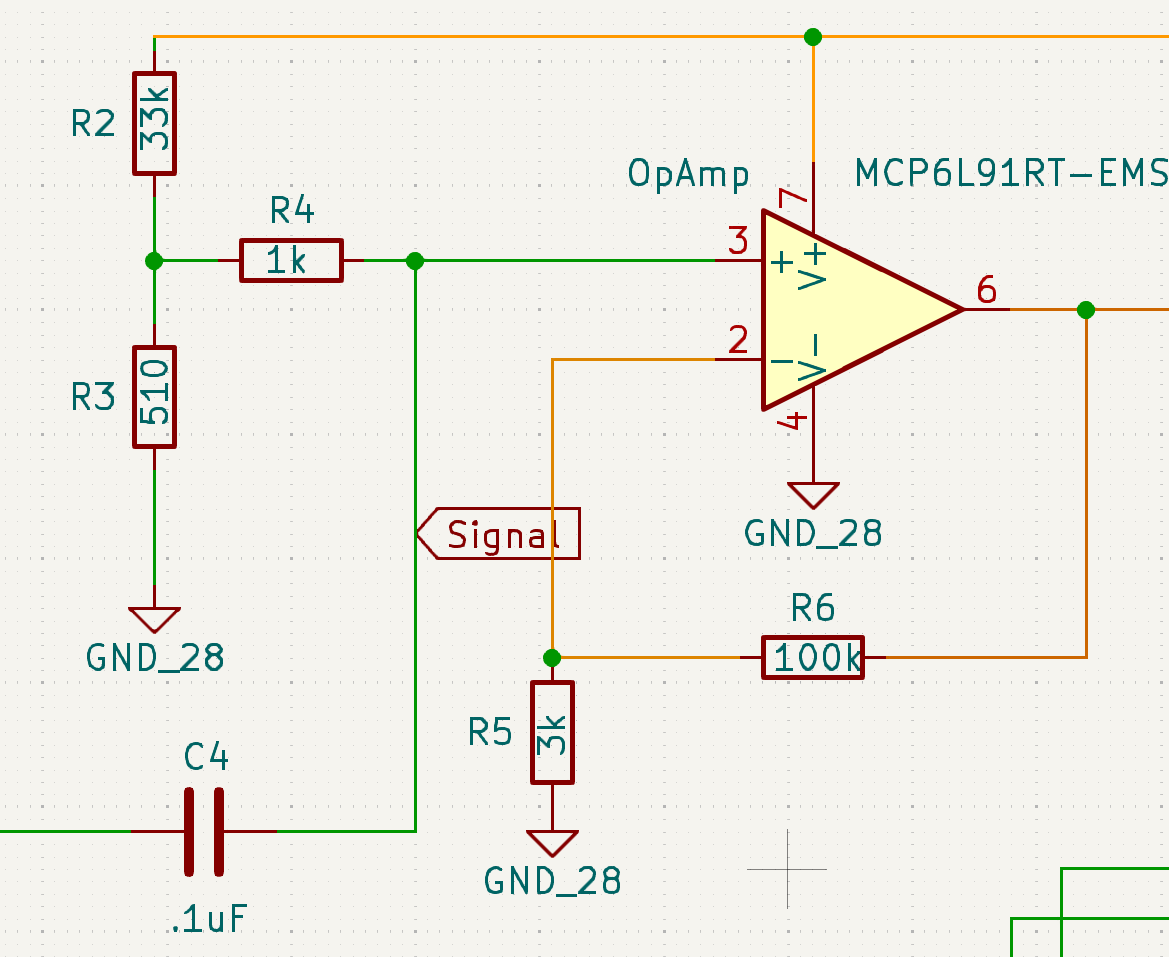 R2
33k
R4
1k
OpAmp
MCP6L91RT-EMS
7
3
+
V+
6
2
-
V-
4
R3
510
Signal
GND_28
R6
100k
GND_28
R5
3k
C4
.1uF
GND_28